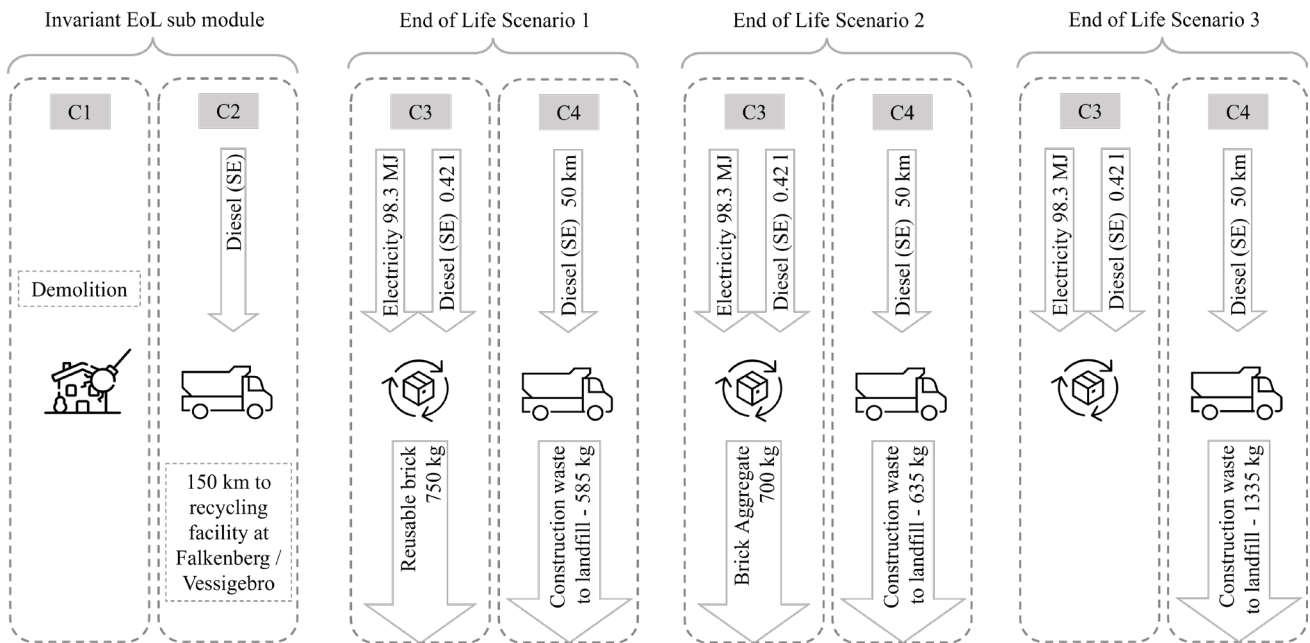 Invariant EoL sub module
End of Life Scenario 1
End of Life Scenario 2
End of Life Scenario 3
C1
C2
C3
C4
C3
C4
C3
C4
Demolition
Diesel (SE)
150 km to
recycling
facility at
Falkenberg /
Vessigebro
Electricity 98.3 MJ
Diesel (SE) 0.42 l
Reusable brick
750 kg
Diesel (SE) 50 km
Construction waste
to landfill - 585 kg
Electricity 98.3 MJ
Diesel (SE) 0.42 l
Brick Aggregate
700 kg
Diesel (SE) 50 km
Construction waste
to landfill - 635 kg
Electricity 98.3 MJ
Diesel (SE) 0.42 l
Diesel (SE) 50 km
Construction waste
to landfill - 1335 kg